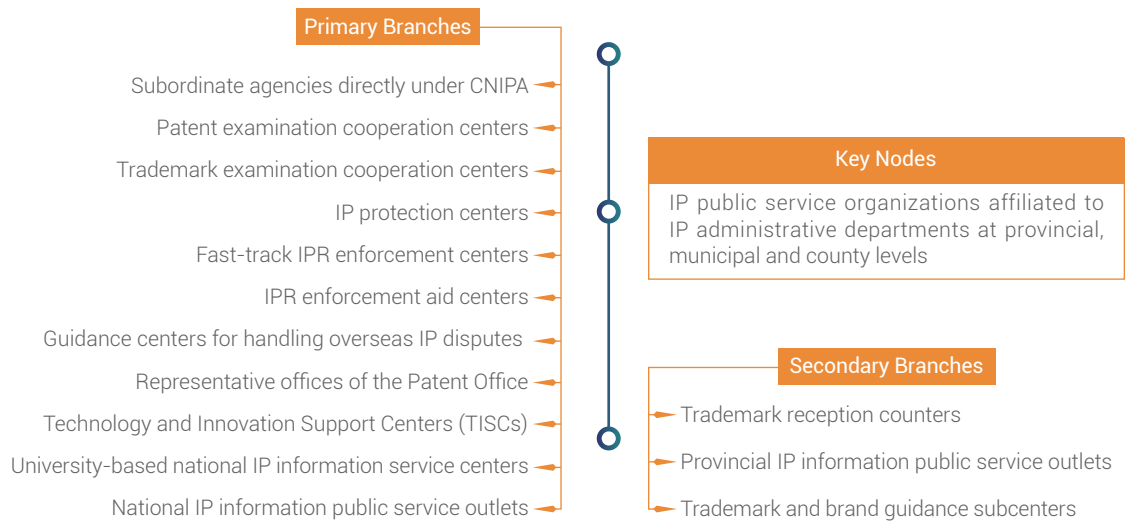 Primary Branches
Subordinate agencies directly under CNIPA
Patent examination cooperation centers
Trademark examination cooperation centers
IP protection centers
Fast-track IPR enforcement centers
IPR enforcement aid centers
Guidance centers for handling overseas IP disputes
Representative offices of the Patent Office
Technology and Innovation Support Centers (TISCs)
University-based national IP information service centers
National IP information public service outlets
Key Nodes
IP public service organizations affiliated to
IP administrative departments at provincial,
municipal and county levels
Secondary Branches
Trademark reception counters
Provincial IP information public service outlets
Trademark and brand guidance subcenters